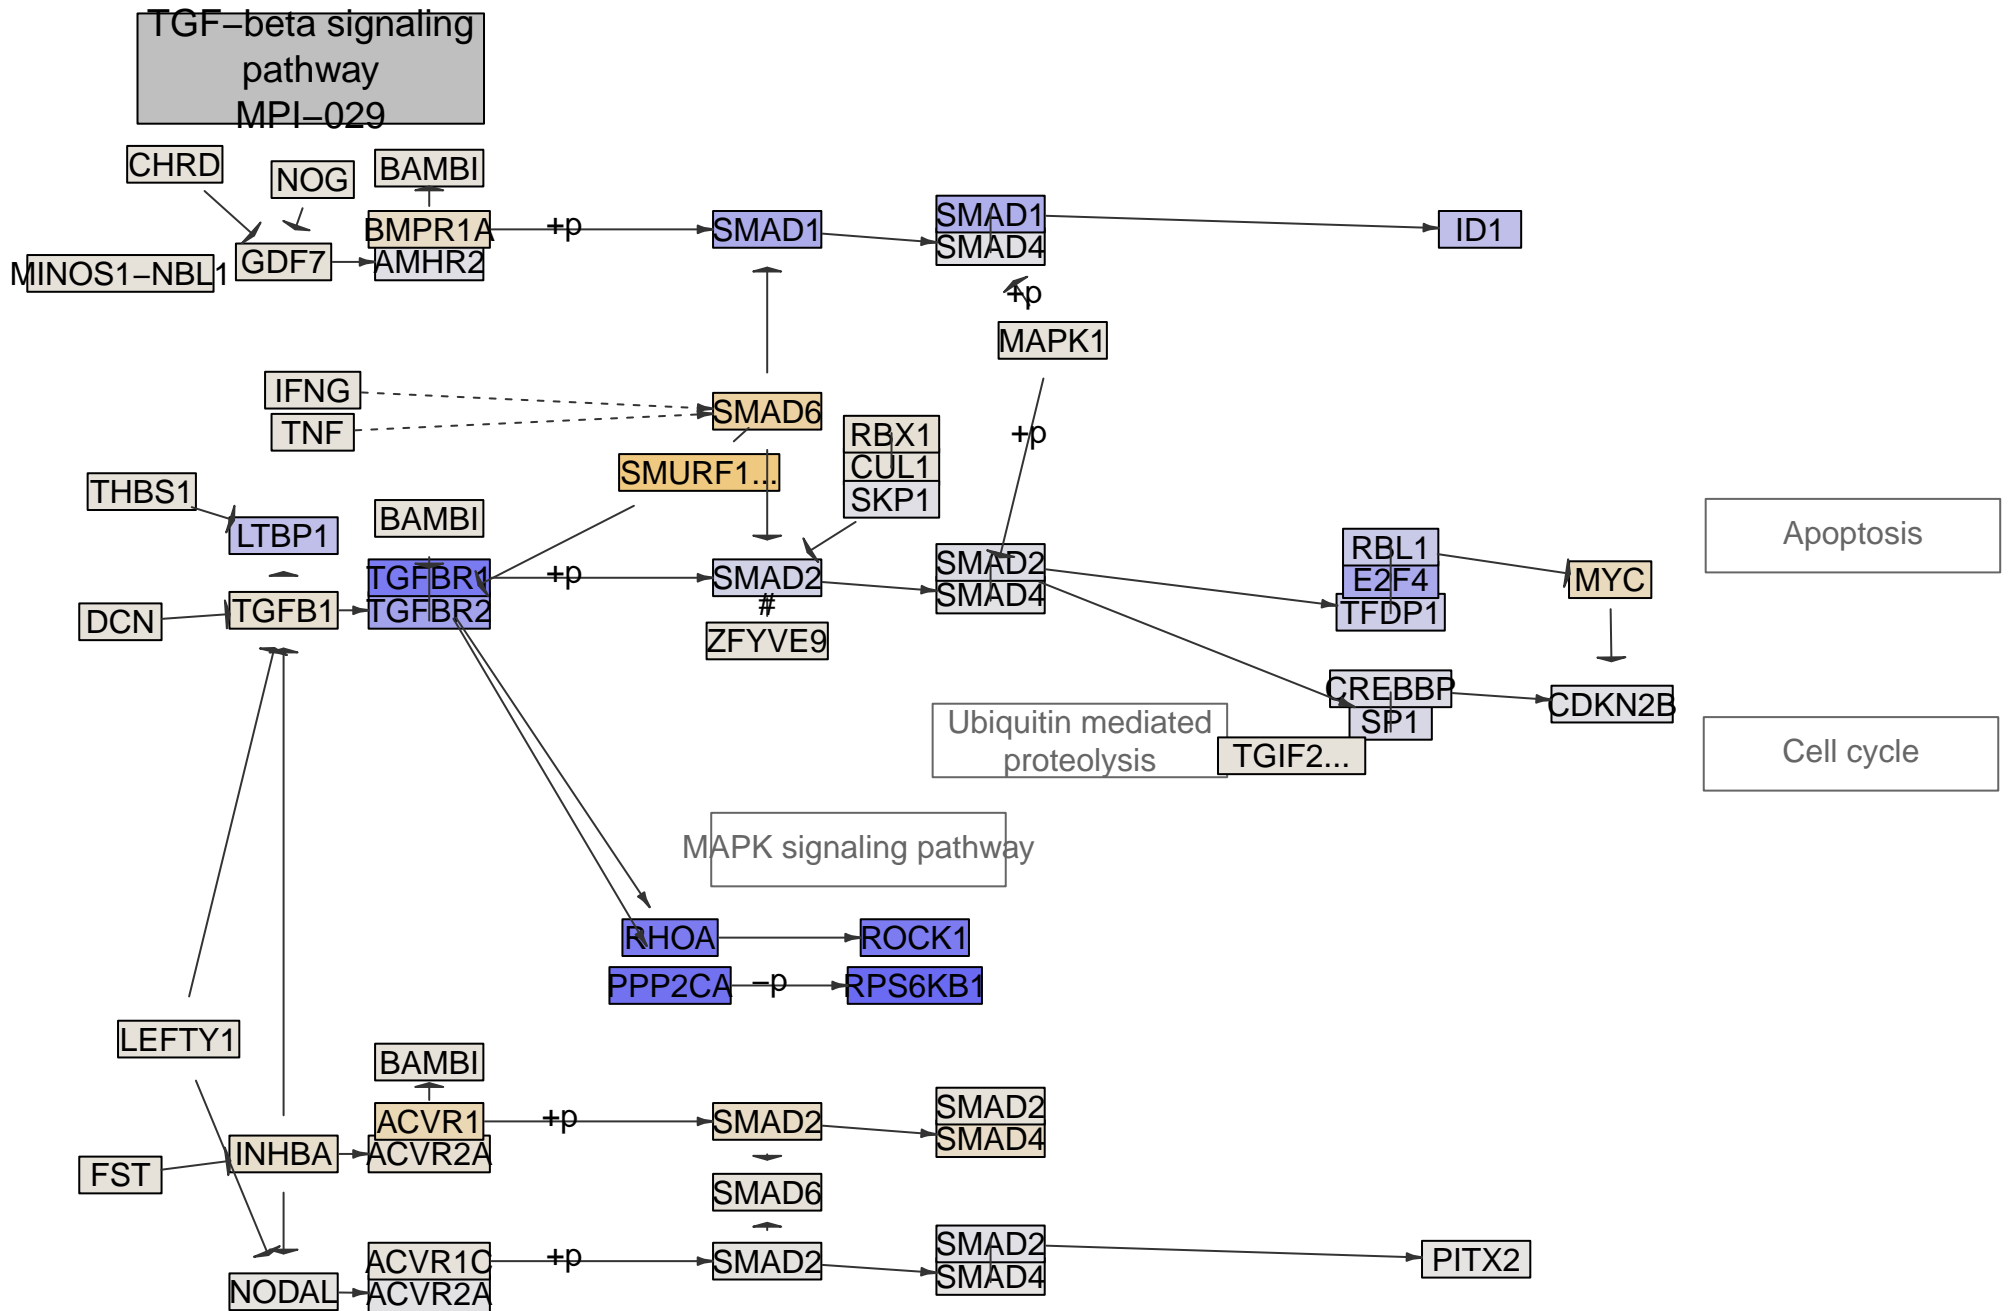 TGF−beta signaling
pathway
MPI−029
CHRD
NOG
BAMBI
BMPR1A
+p
SMAD1
SMAD1
SMAD4
ID1
MINOS1−NBL1
GDF7
AMHR2
+p
MAPK1
IFNG
TNF
SMAD6
RBX1
CUL1
SKP1
+p
SMURF1...
THBS1
LTBP1
BAMBI
TGFBR1
TGFBR2
+p
SMAD2
#
ZFYVE9
SMAD2
SMAD4
RBL1
E2F4
TFDP1
MYC
Apoptosis
DCN
TGFB1
CREBBP
SP1
TGIF2...
CDKN2B
Ubiquitin mediated
proteolysis
Cell cycle
MAPK signaling pathway
RHOA
ROCK1
PPP2CA
−p
RPS6KB1
LEFTY1
BAMBI
ACVR1
ACVR2A
+p
SMAD2
SMAD2
SMAD4
INHBA
FST
SMAD6
ACVR1C
ACVR2A
+p
SMAD2
SMAD2
SMAD4
PITX2
NODAL